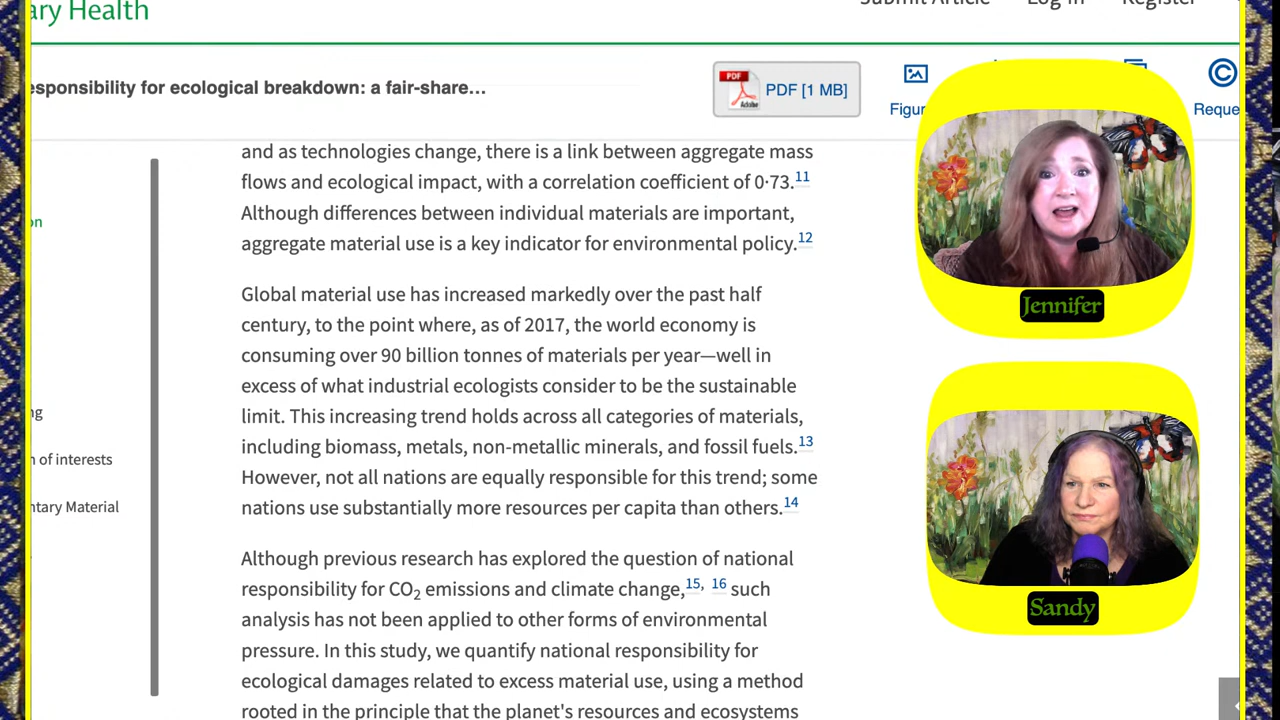 ary Health
Submit Article Log in Register
esponsibility for ecological breakdown: a fair-share…
PDF
Adobe
PDF [1 MB]
Figur
Reque
on
ng
n of interests
ntary Material
and as technologies change, there is a link between aggregate mass
flows and ecological impact, with a correlation coefficient of 0·73.11
Although differences between individual materials are important,
aggregate material use is a key indicator for environmental policy.12
Global material use has increased markedly over the past half
century, to the point where, as of 2017, the world economy is
consuming over 90 billion tonnes of materials per year—well in
excess of what industrial ecologists consider to be the sustainable
limit. This increasing trend holds across all categories of materials,
including biomass, metals, non-metallic minerals, and fossil fuels.13
However, not all nations are equally responsible for this trend; some
nations use substantially more resources per capita than others.14
Although previous research has explored the question of national
responsibility for CO2 emissions and climate change,15, 16 such
analysis has not been applied to other forms of environmental
pressure. In this study, we quantify national responsibility for
ecological damages related to excess material use, using a method
rooted in the principle that the planet's resources and ecosystems
Jennifer
Sandy